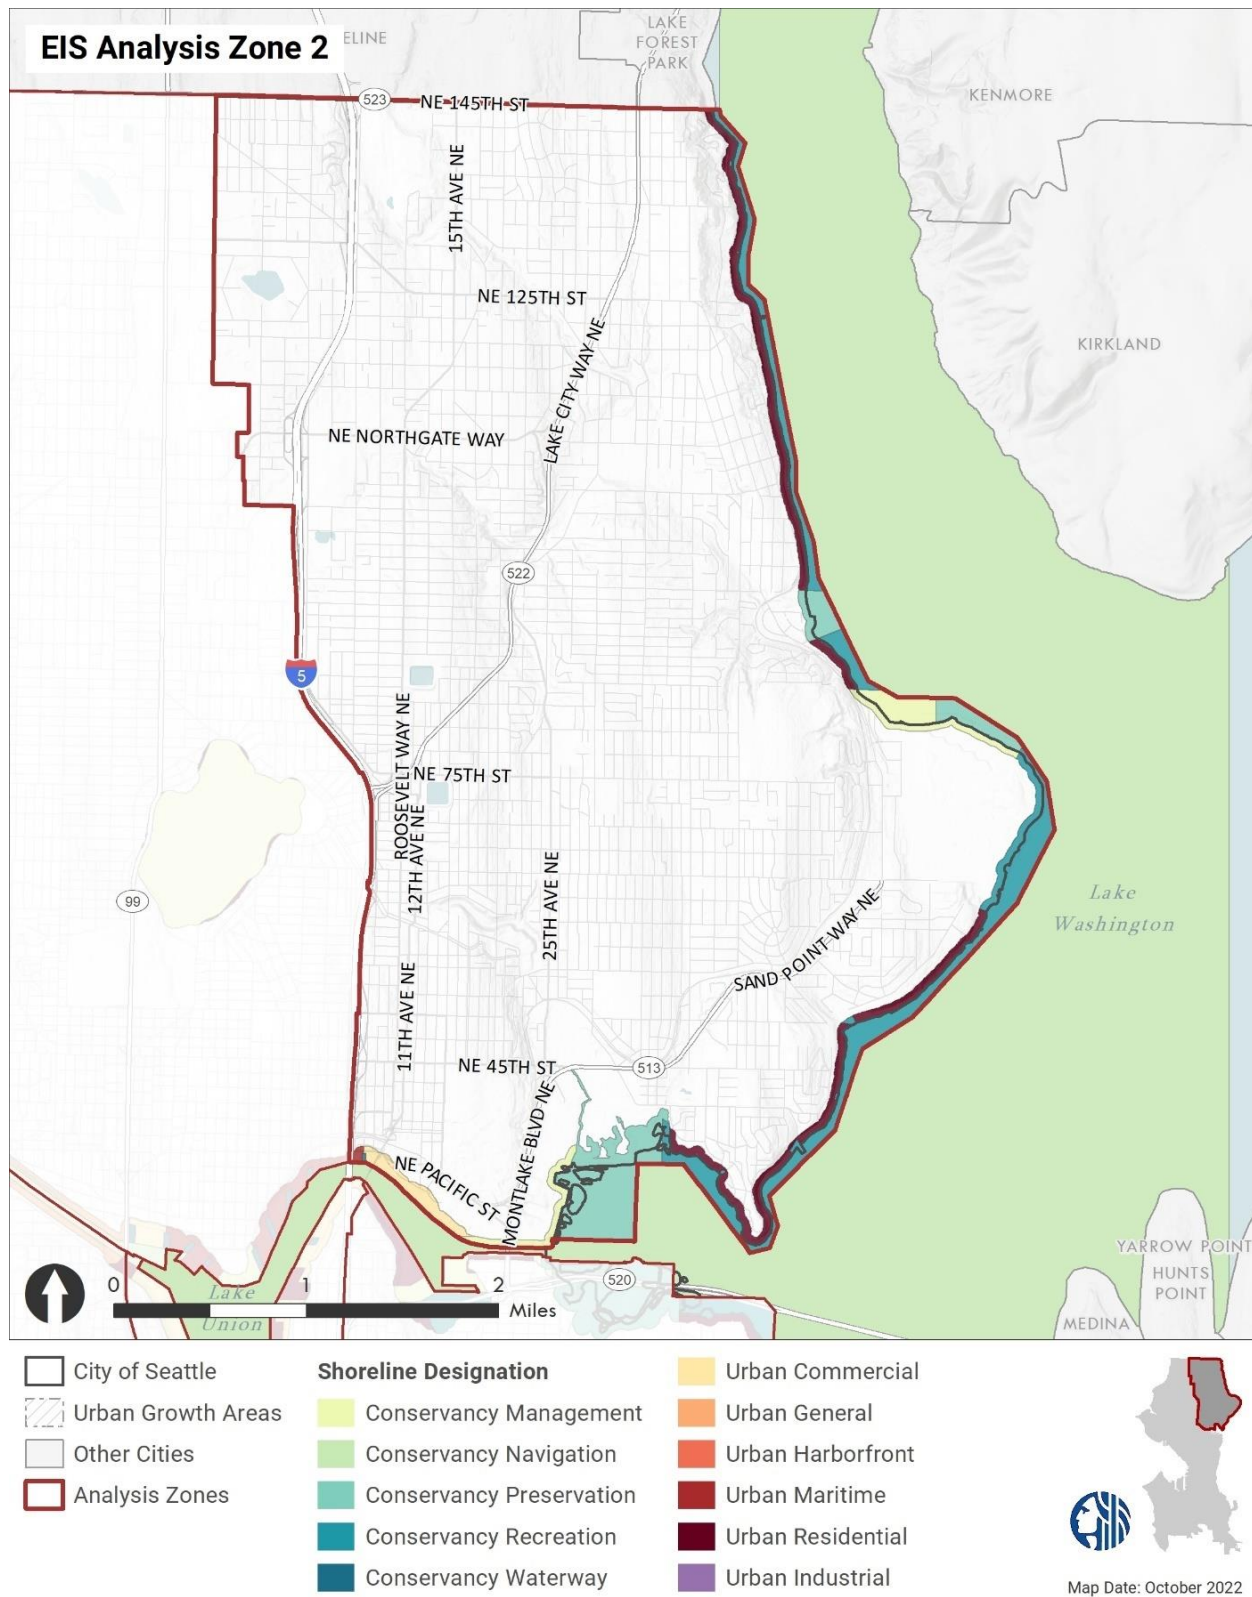 EIS Analysis Zone 2
ELINE
LAKE
FOREST
PARK
KENMORE
523
NE 145TH ST
15TH AVE NE
NE 125TH ST
LAKE CITY WAY NE
KIRKLAND
NE NORTHGATE WAY
522
5
ROOSEVELT WAY NE
NE 75TH ST
12TH AVE NE
25TH AVE NE
99
Lake
Washington
SAND POINT WAY NE
11TH AVE NE
NE 45TH ST
513
MONTLAKE BLVD NE
NE PACIFIC ST
YARROW POINT
HUNTS
POINT
MEDINA
520
Lake
Union
0 1 2
Miles
City of Seattle
Urban Growth Areas
Other Cities
Analysis Zones
Shoreline Designation
Conservancy Management
Conservancy Navigation
Conservancy Preservation
Conservancy Recreation
Conservancy Waterway
Urban Commercial
Urban General
Urban Harborfront
Urban Maritime
Urban Residential
Urban Industrial
Map Date: October 2022